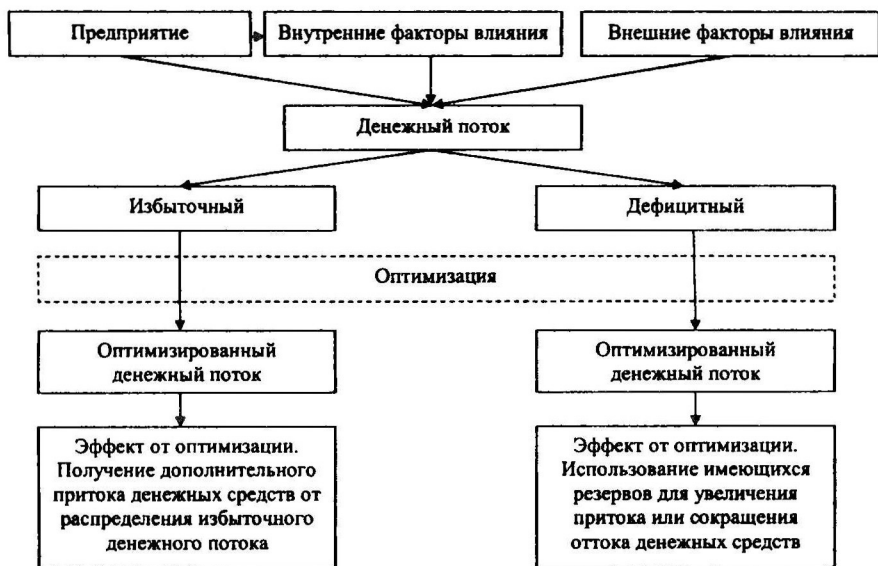 Предприятие
Внутренние факторы влияния
Внешние факторы влияния
Денежный поток
Избыточный
Дефицитный
Оптимизация
Оптимизированный
денежный поток
Оптимизированный
денежный поток
Эффект от оптимизации.
Получение дополнительного
притока денежных средств от
распределения избыточного
денежного потока
Эффект от оптимизации.
Использование имеющихся
резервов для увеличения
притока или сокращения
оттока денежных средств